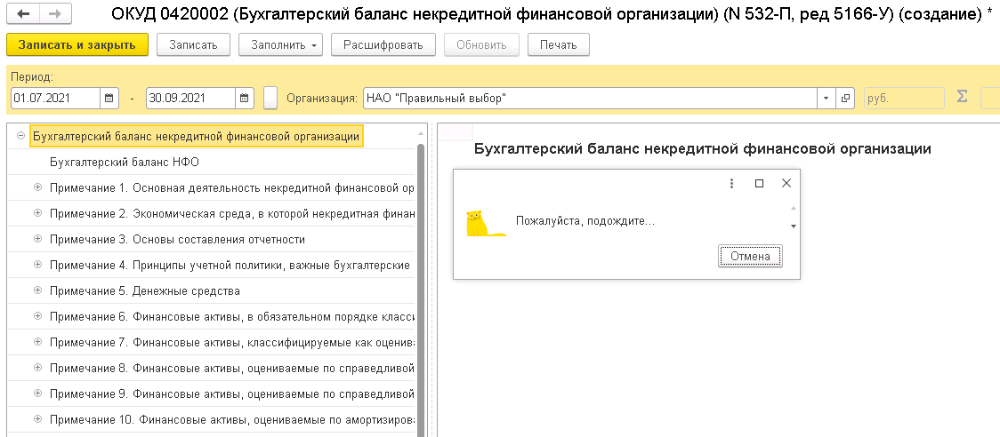 ОКУД 0420002 (Бухгалтерский баланс некредитной финансовой организации) (N 532-П, ред 5166-У) (создание) *
Записать и закрыть Записать Заполнить Расшифровать Обновить Печать
Период:
01.07.2021 - 30.09.2021 Организация: НАО "Правильный выбор" руб. Σ
Бухгалтерский баланс некредитной финансовой организации
Бухгалтерский баланс НФО
Примечание 1. Основная деятельность некредитной финансовой ор
Примечание 2. Экономическая среда, в которой некредитная финан
Примечание 3. Основы составления отчетности
Примечание 4. Принципы учетной политики, важные бухгалтерские
Примечание 5. Денежные средства
Примечание 6. Финансовые активы, в обязательном порядке класси
Примечание 7. Финансовые активы, классифицируемые как оценив
Примечание 8. Финансовые активы, оцениваемые по справедливой
Примечание 9. Финансовые активы, оцениваемые по справедливой
Примечание 10. Финансовые активы, оцениваемые по амортизиров
Бухгалтерский баланс некредитной финансовой организации
Пожалуйста, подождите...
Отмена